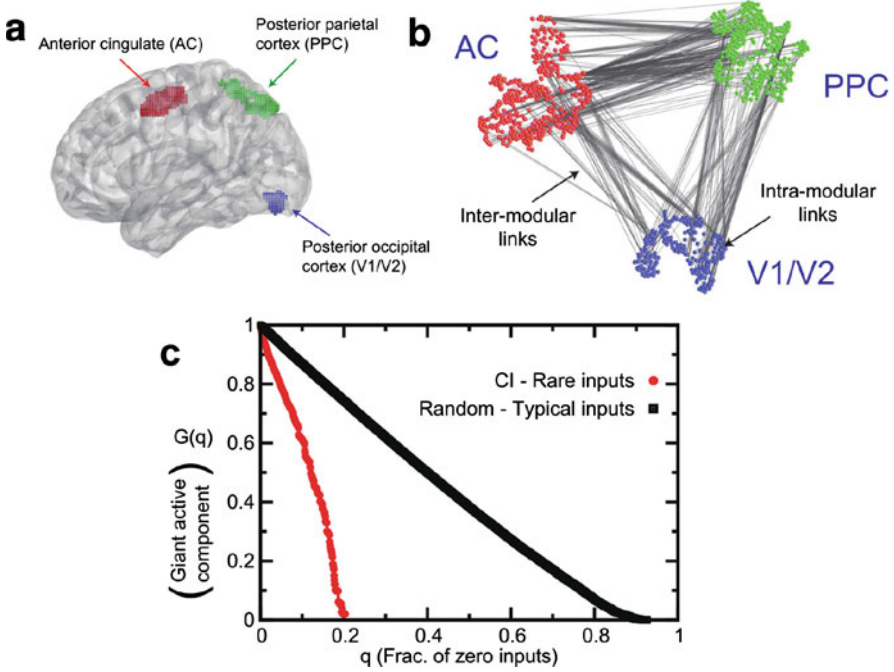 a
Anterior cingulate (AC)
Posterior parietal
cortex (PPC)
Posterior occipital
cortex (V1/V2)
b
AC
PPC
Inter-modular
links
Intra-modular
links
V1/V2
c
1
0.8
0.6
0.4
0.2
0
G(q)
(Giant active
component)
CI - Rare inputs
Random - Typical inputs
0
0.2
0.4
0.6
0.8
1
q (Frac. of zero inputs)